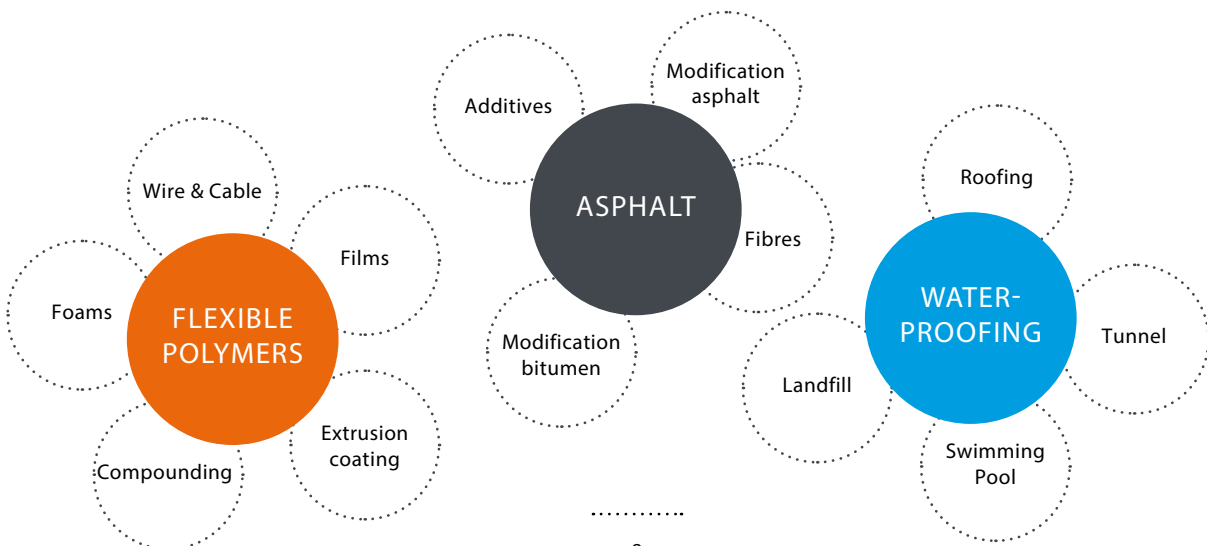 Wire & Cable
Films
Foams
FLEXIBLE
POLYMERS
Extrusion
coating
Compounding
Additives
Modification
asphalt
ASPHALT
Fibres
Modification
bitumen
Roofing
WATER-
PROOFING
Tunnel
Landfill
Swimming
Pool